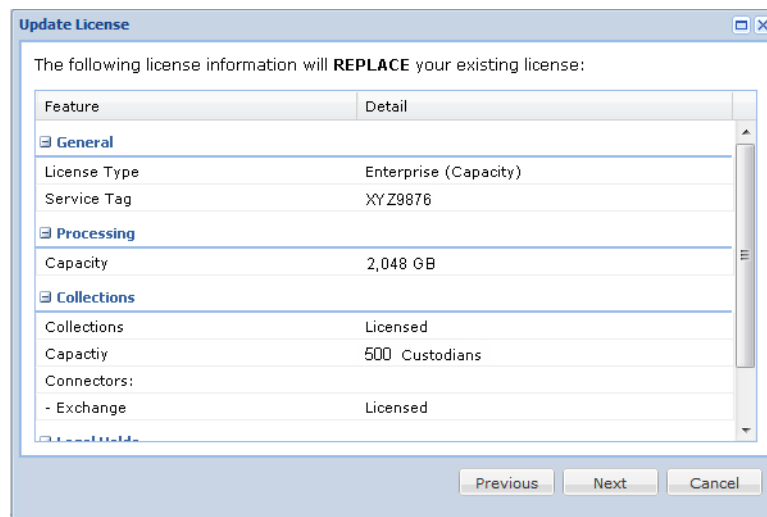 Update License
The following license information will REPLACE your existing license:
Feature Detail
General
License Type Enterprise (Capacity)
Service Tag XYZ9876
Processing
Capacity 2,048 GB
Collections
Collections Licensed
Capactiy 500 Custodians
Connectors:
- Exchange Licensed
Legal Holds
Previous Next Cancel